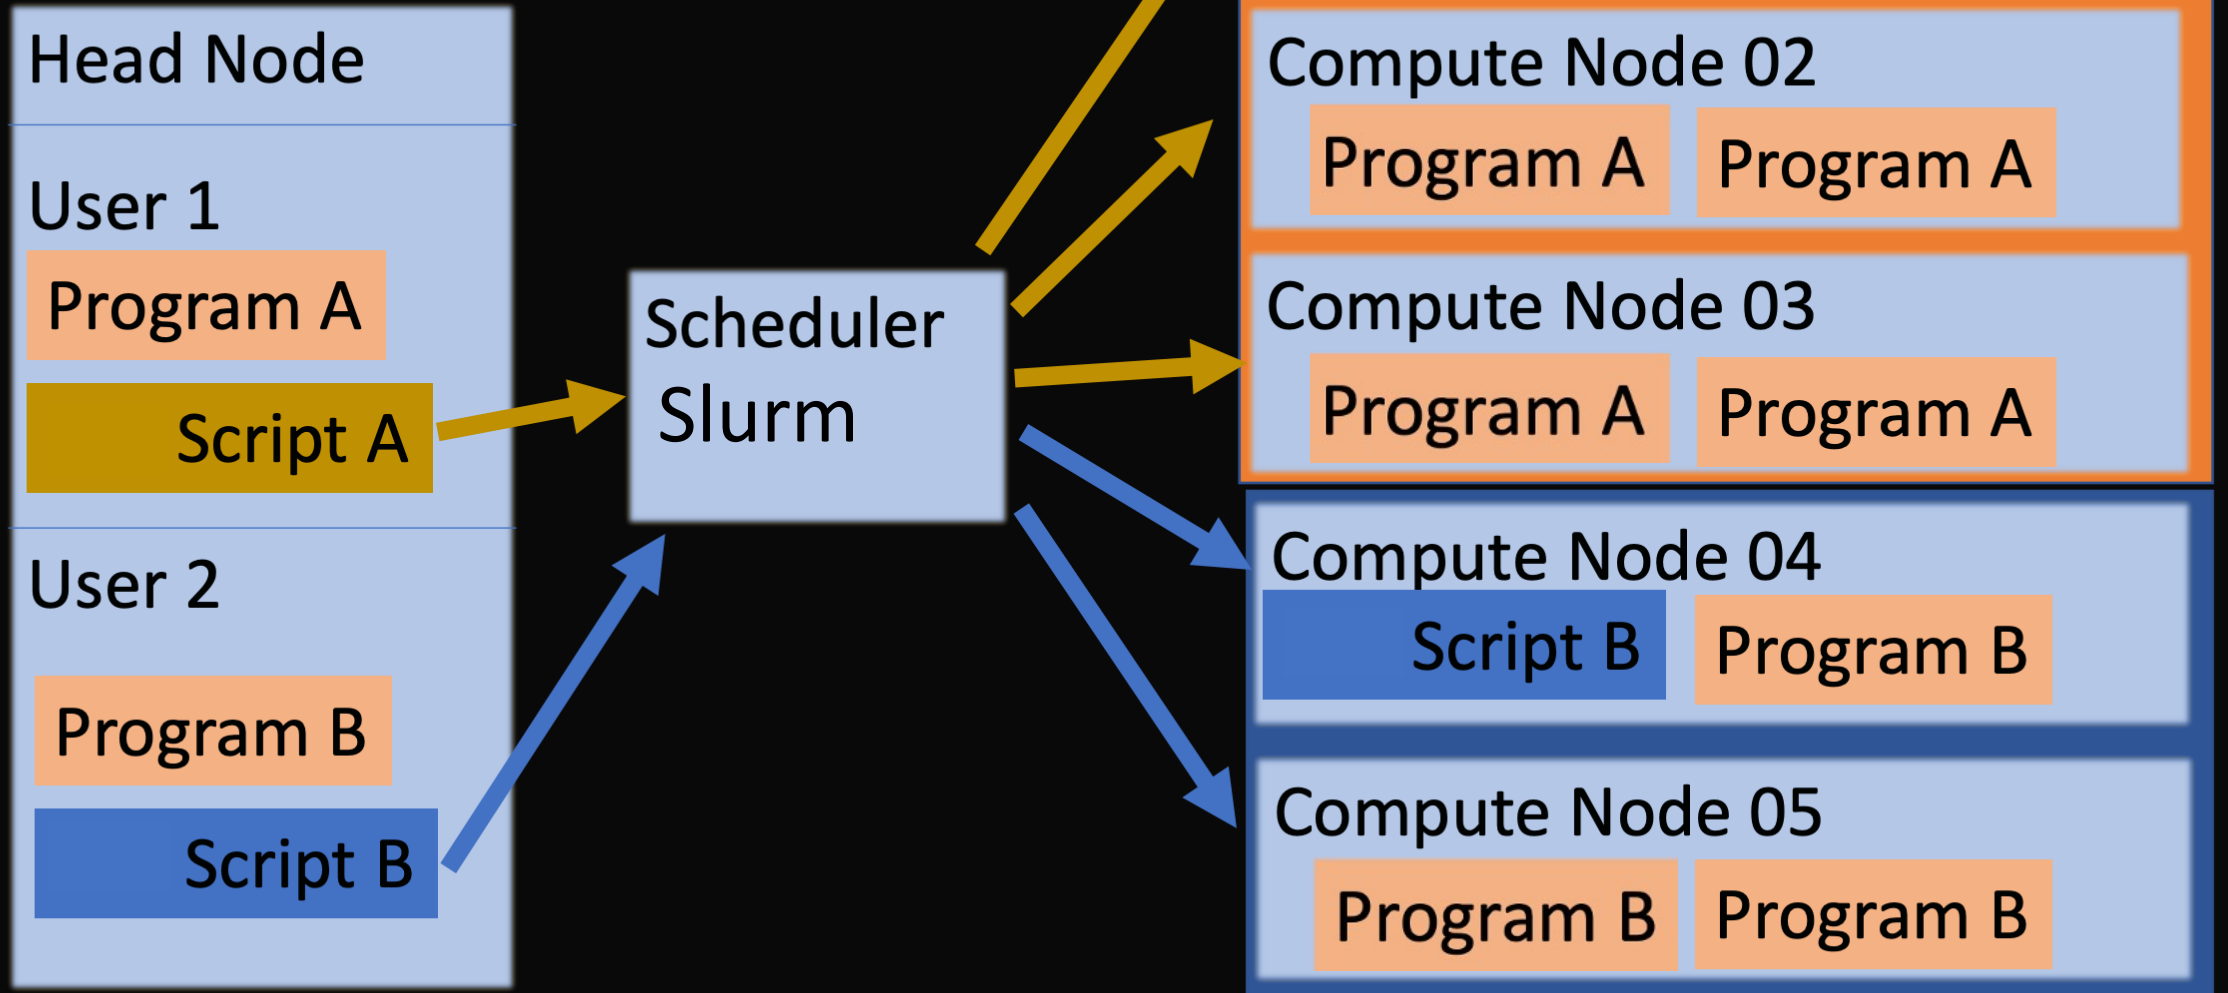 Head Node
User 1
Program A
Script A
User 2
Program B
Script B
Scheduler
Slurm
Compute Node 02
Program A Program A
Compute Node 03
Program A Program A
Compute Node 04
Script B Program B
Compute Node 05
Program B Program B